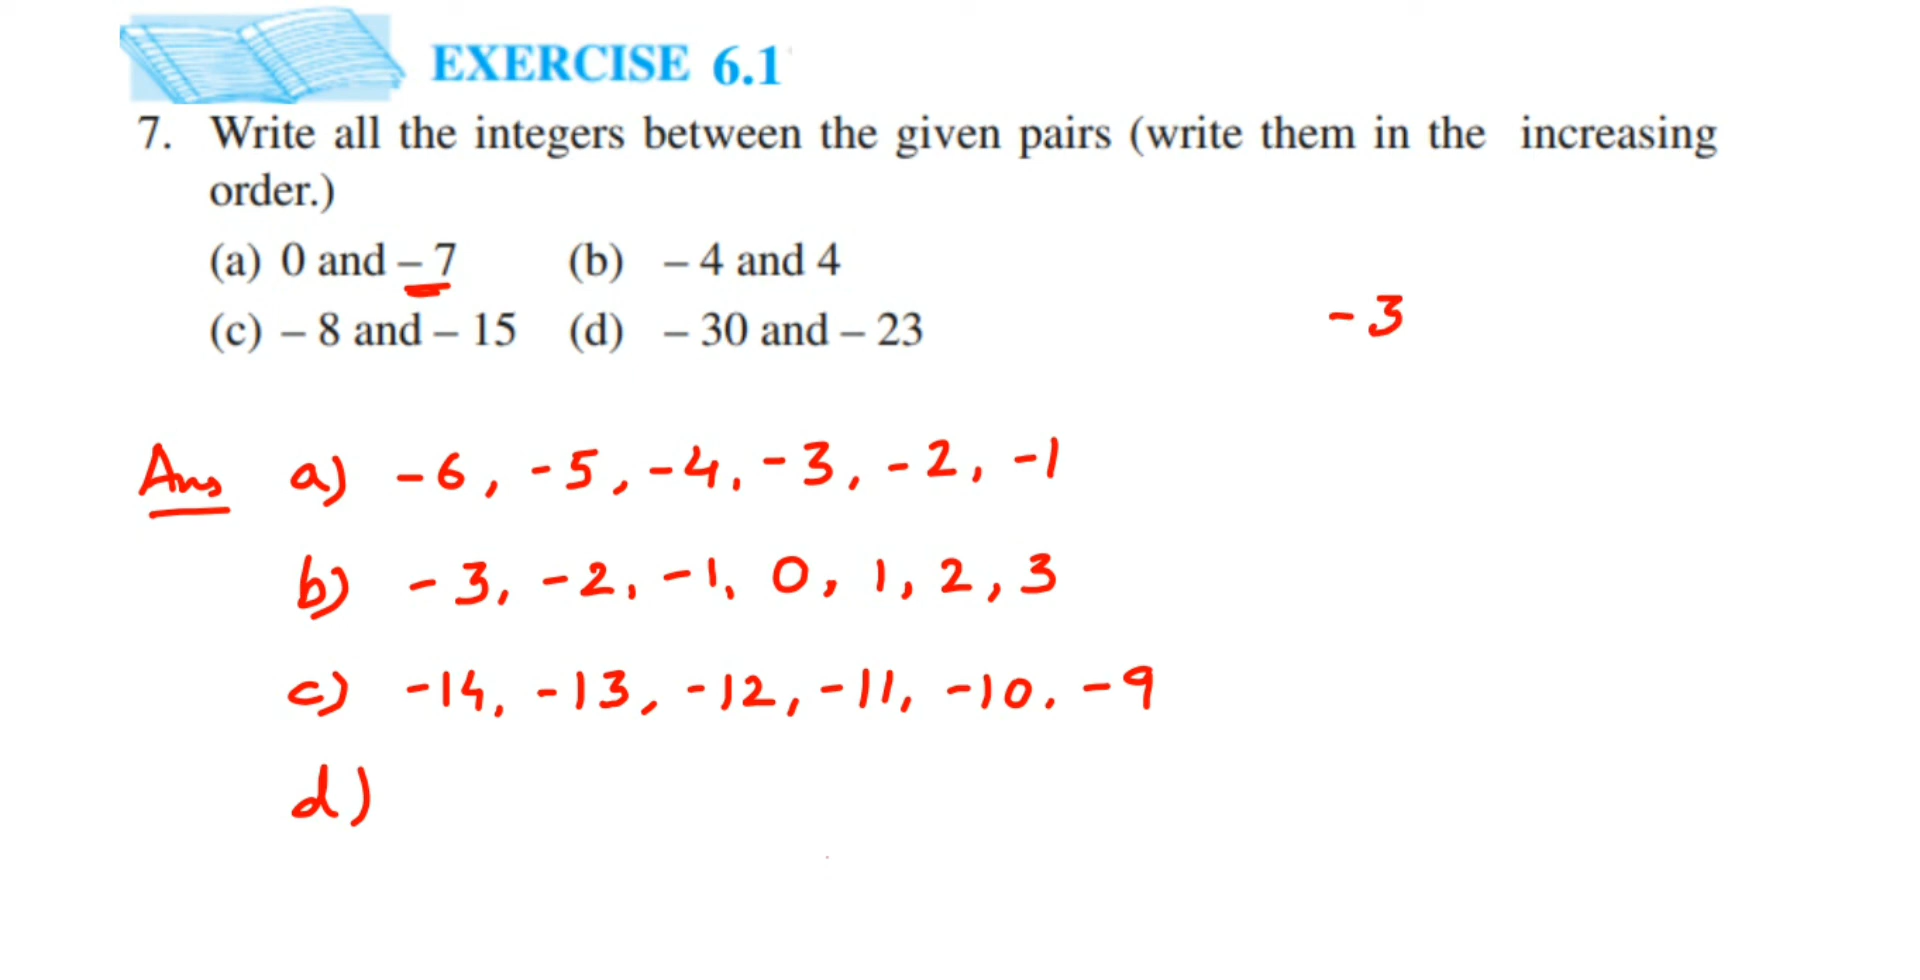 EXERCISE 6.1
7. Write all the integers between the given pairs (write them in the increasing
order.)
(a) 0 and – 7 (b) – 4 and 4
(c) – 8 and – 15 (d) – 30 and – 23
-3
Ans a) -6, -5, -4, -3, -2, -1
b) -3, -2, -1, 0, 1, 2, 3
c) -14, -13, -12, -11, -10, -9
d)